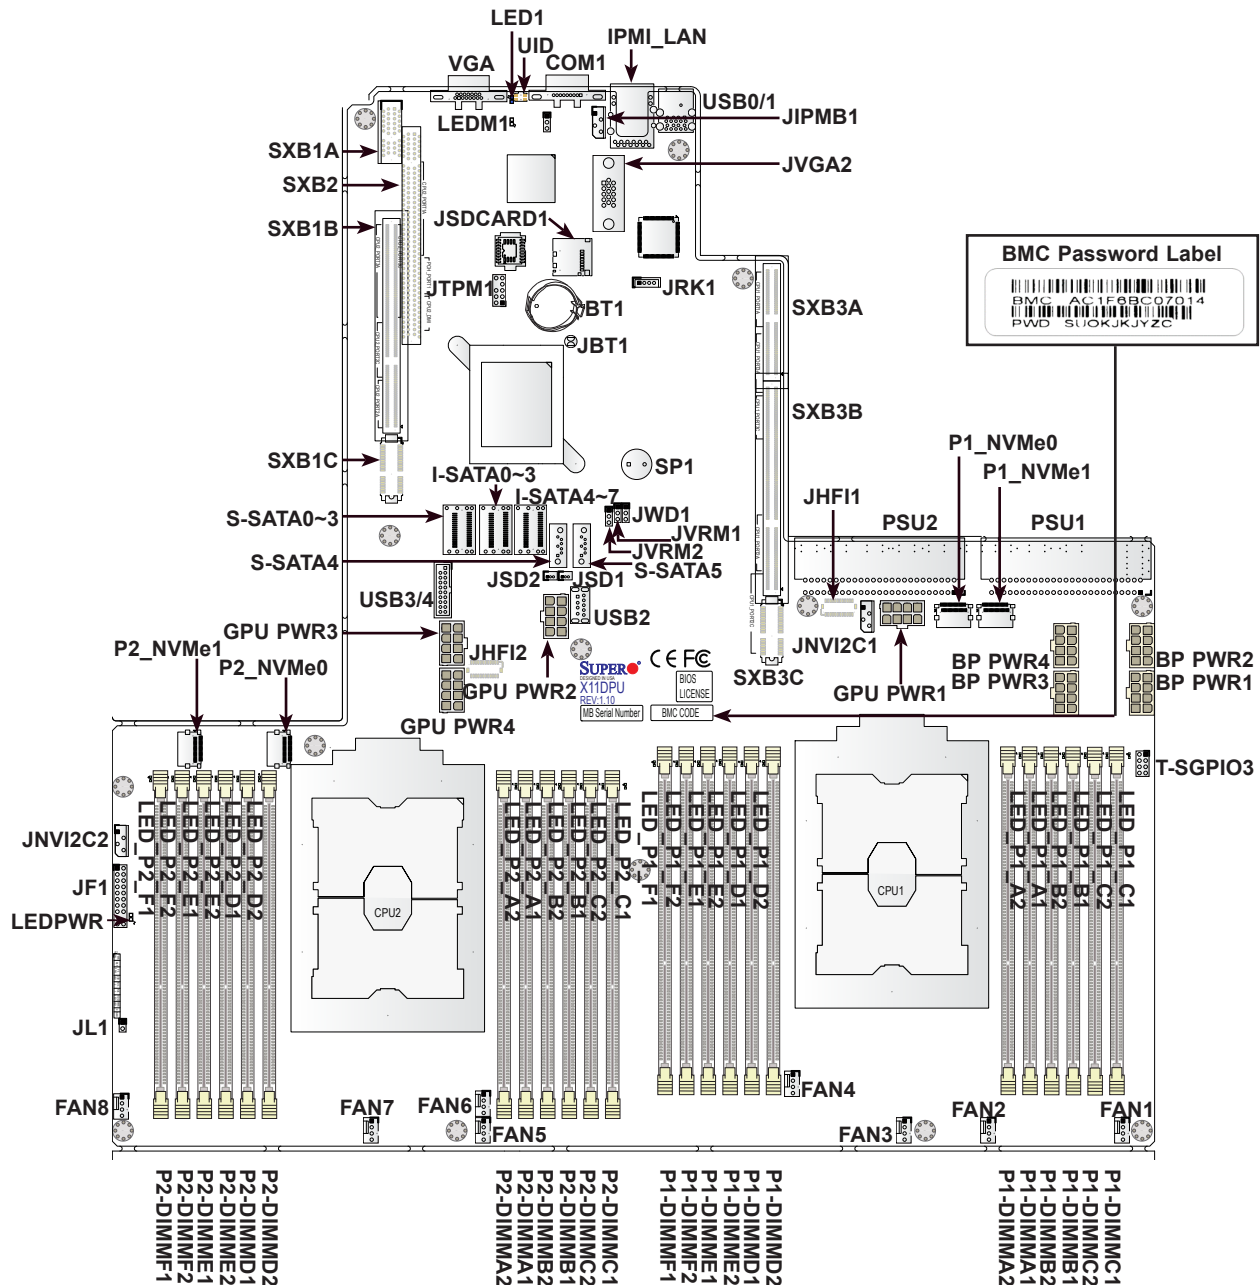 LED1
UID
IPMI_LAN
VGA
COM1
USB0/1
LEDM1
JIPMB1
SXB1A
JVGA2
SXB2
JSDCARD1
SXB1B
BMC Password Label
BMC AC1F6BC07014
PWD SUOKJKJYZC
JTPM1
JRK1
BT1
SXB3A
JBT1
SXB3B
SXB1C
SP1
P1_NVMe0
I-SATA0~3
P1_NVMe1
I-SATA4~7
JHFI1
S-SATA0~3
JWD1
PSU2
PSU1
JVRM1
JVRM2
S-SATA4
S-SATA5
JSD2
JSD1
USB3/4
USB2
GPU PWR3
JNVI2C1
P2_NVMe1
JHFI2
P2_NVMe0
SUPER
DESIGNED IN USA
X11DPU
REV:1.10
CE FC
BIOS
LICENSE
MB Serial Number
BMC CODE
SXB3C
BP PWR4
BP PWR2
BP PWR3
BP PWR1
GPU PWR2
GPU PWR1
GPU PWR4
T-SGPIO3
JNVI2C2
JF1
LEDPWR
JL1
LED_P2_F1
LED_P2_F2
LED_P2_E1
LED_P2_E2
LED_P2_D1
LED_P2_D2
CPU2
LED_P2_A2
LED_P2_A1
LED_P2_B2
LED_P2_B1
LED_P2_C2
LED_P2_C1
LED_P1_F1
LED_P1_F2
LED_P1_E1
LED_P1_E2
LED_P1_D1
LED_P1_D2
CPU1
LED_P1_A2
LED_P1_A1
LED_P1_B2
LED_P1_B1
LED_P1_C2
LED_P1_C1
FAN8
FAN7
FAN6
FAN5
FAN4
FAN3
FAN2
FAN1
P2-DIMMF1
P2-DIMMF2
P2-DIMME1
P2-DIMME2
P2-DIMMD1
P2-DIMMD2
P2-DIMMA2
P2-DIMMA1
P2-DIMMB2
P2-DIMMB1
P2-DIMMC2
P2-DIMMC1
P1-DIMMF1
P1-DIMMF2
P1-DIMME1
P1-DIMME2
P1-DIMMD1
P1-DIMMD2
P1-DIMMA2
P1-DIMMA1
P1-DIMMB2
P1-DIMMB1
P1-DIMMC2
P1-DIMMC1